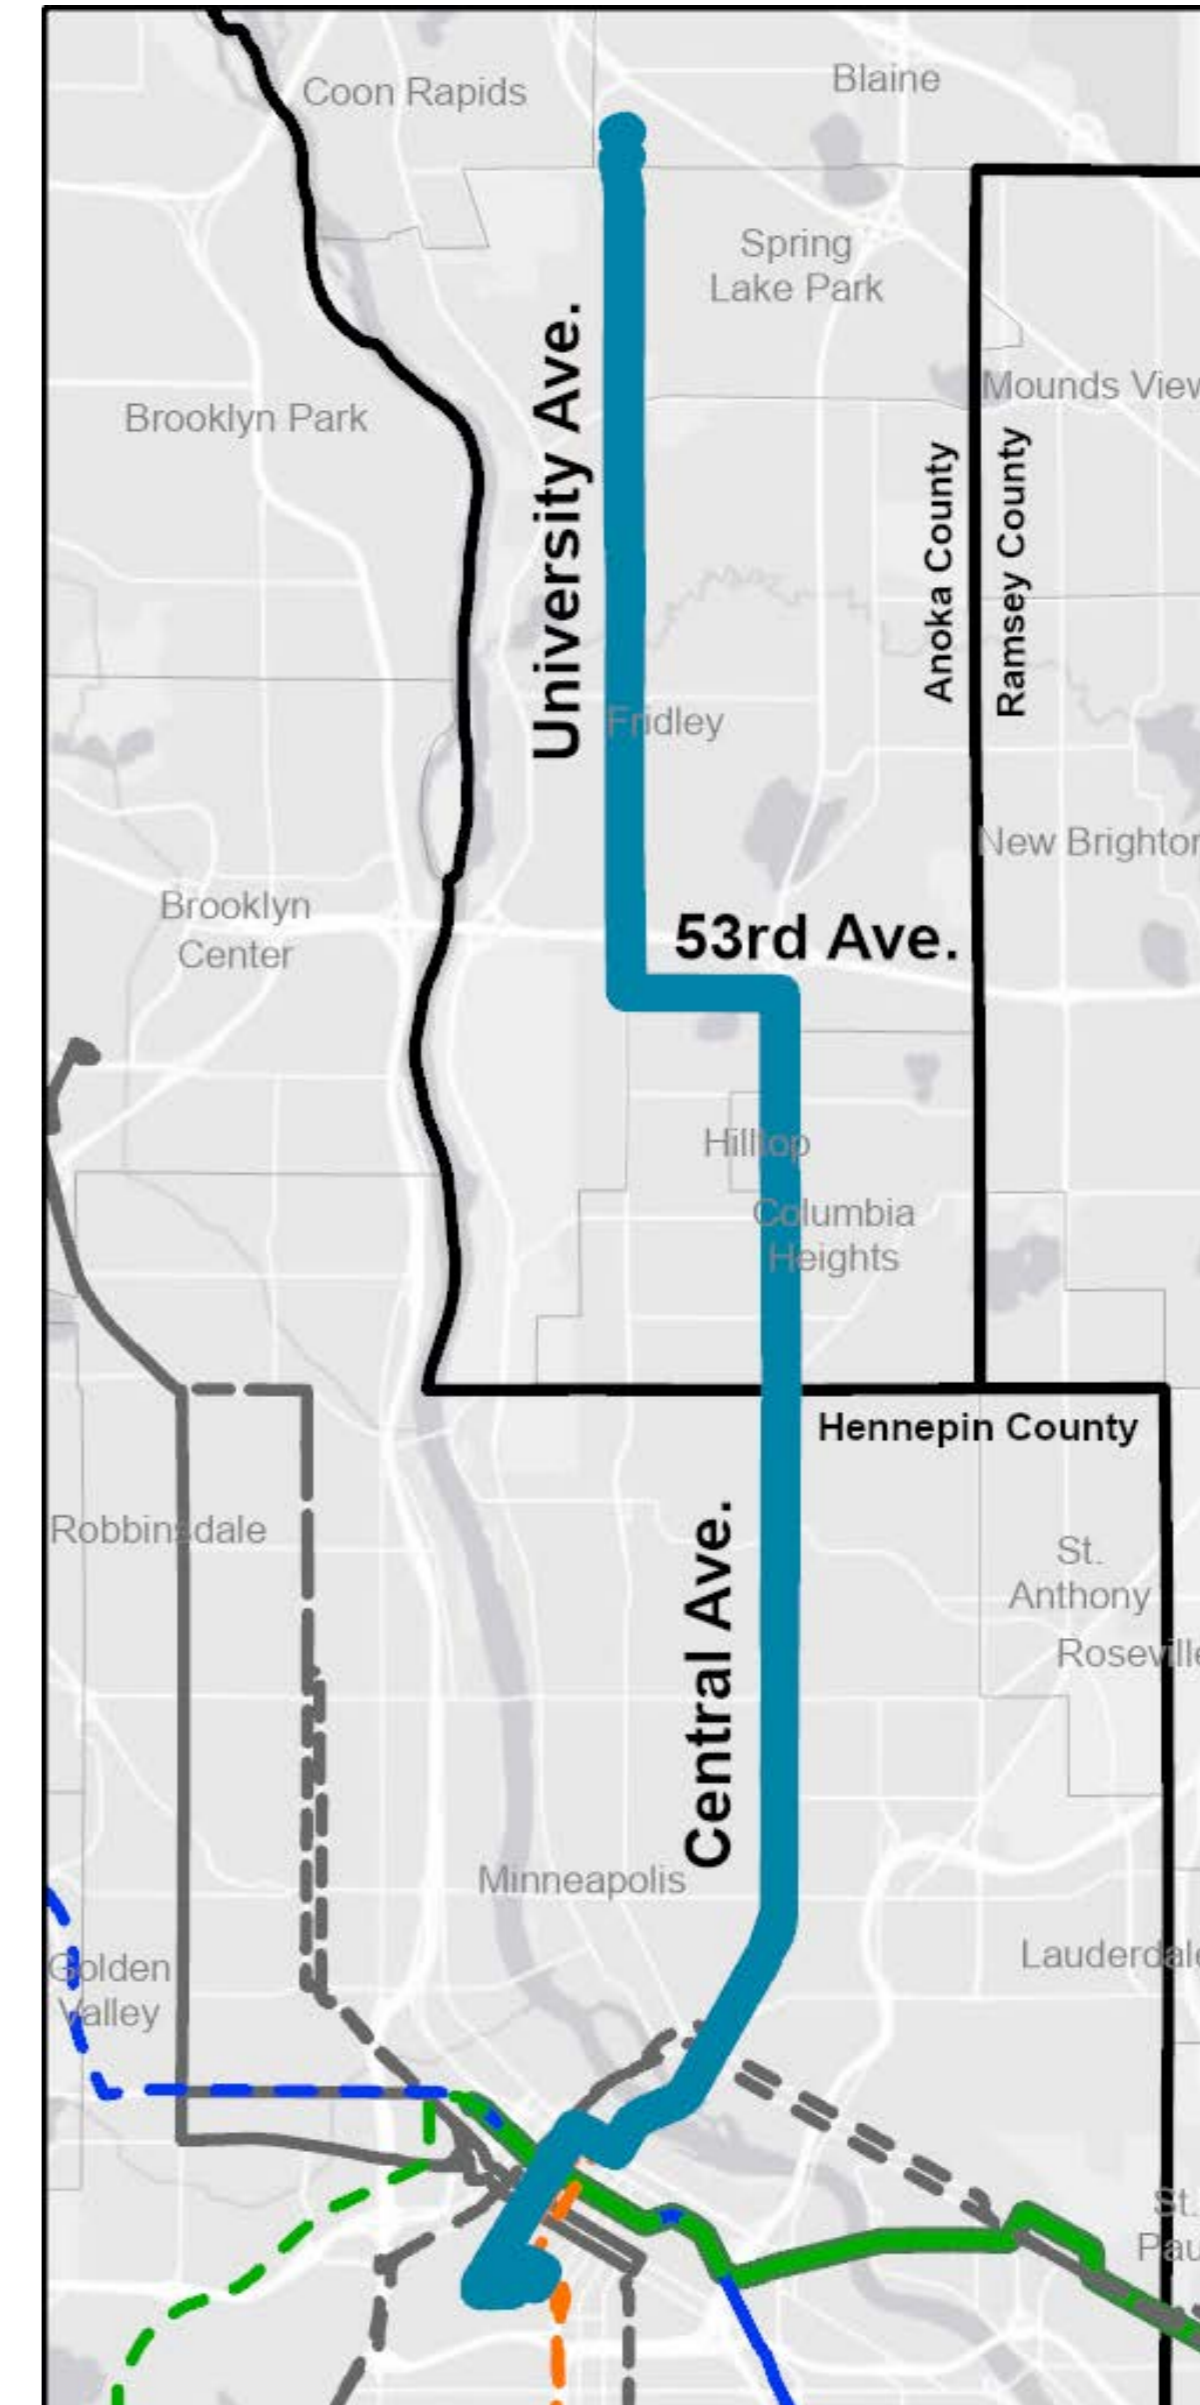 Coon Rapids
Blaine
Spring
Lake Park
University Ave.
Mounds View
Brooklyn Park
Anoka County
Ramsey County
Fridley
New Brighton
Brooklyn
Center
53rd Ave.
Hilltop
Columbia
Heights
Hennepin County
Robbinsdale
Central Ave.
St.
Anthony
Roseville
Minneapolis
Golden
Valley
Lauderdale
St.
Pau